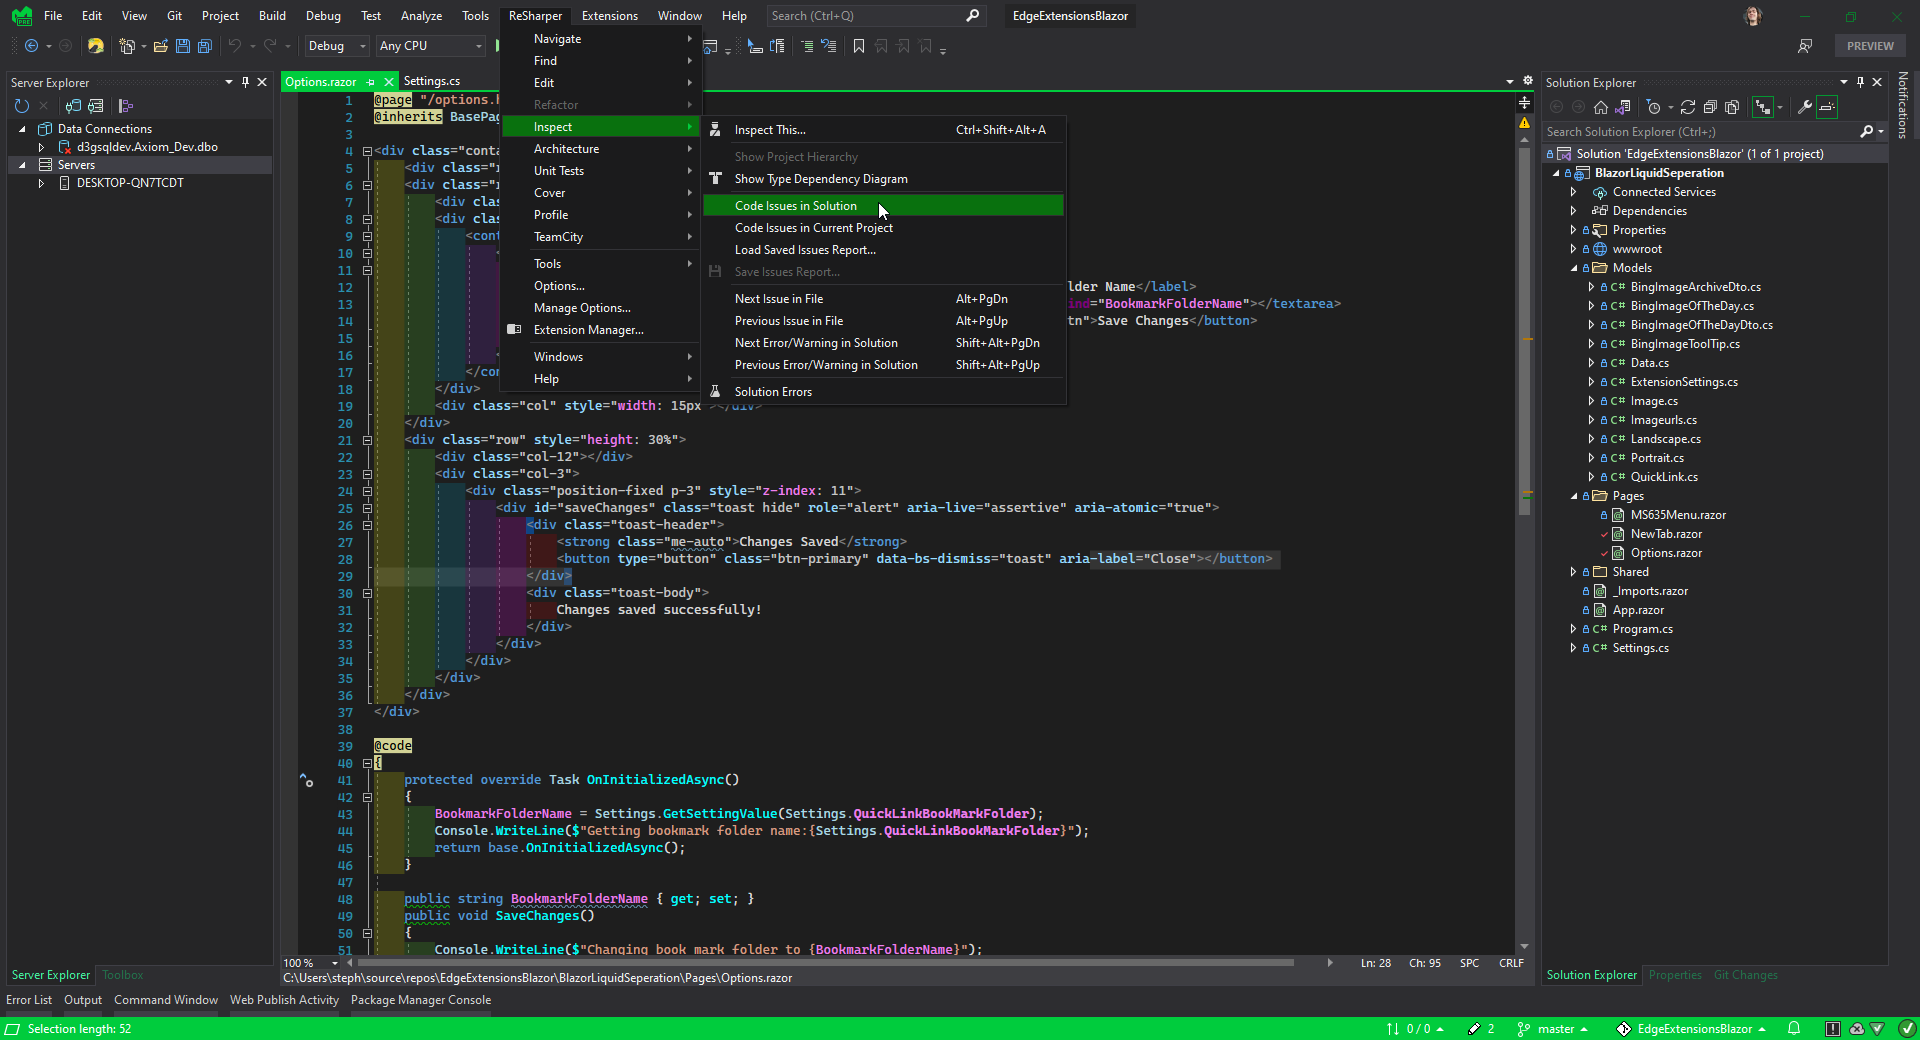 File Edit View Git Project Build Debug Test Analyze Tools ReSharper Extensions Window Help Search (Ctrl+Q) EdgeExtensionsBlazor
Debug Any CPU PREVIEW
Server Explorer
Data Connections
d3gsqldev.Axiom_Dev.dbo
Servers
DESKTOP-QN7TCDT
Server Explorer Toolbox
Options.razor Settings.cs
Navigate
Find
Edit
Refactor
Inspect
Architecture
Unit Tests
Cover
Profile
TeamCity
Tools
Options...
Manage Options...
Extension Manager...
Windows
Help
Inspect This... Ctrl+Shift+Alt+A
Show Project Hierarchy
Show Type Dependency Diagram
Code Issues in Solution
Code Issues in Current Project
Load Saved Issues Report...
Save Issues Report...
Next Issue in File Alt+PgDn
Previous Issue in File Alt+PgUp
Next Error/Warning in Solution Shift+Alt+PgDn
Previous Error/Warning in Solution Shift+Alt+PgUp
Solution Errors
1 @page "/options.h
2 @inherits BasePag
3
4 <div class="conta
5 <div class="r
6 <div class="r
7 <div clas
8 <div clas
9 <cont
10 <
11
12 lder Name</label>
13 ind="BookmarkFolderName"></textarea>
14 tn">Save Changes</button>
15
16 <
17 </con
18 </div>
19 <div class="col" style="width: 15px"></div>
20 </div>
21 <div class="row" style="height: 30%">
22 <div class="col-12"></div>
23 <div class="col-3">
24 <div class="position-fixed p-3" style="z-index: 11">
25 <div id="saveChanges" class="toast hide" role="alert" aria-live="assertive" aria-atomic="true">
26 <div class="toast-header">
27 <strong class="me-auto">Changes Saved</strong>
28 <button type="button" class="btn-primary" data-bs-dismiss="toast" aria-label="Close"></button>
29 </div>
30 <div class="toast-body">
31 Changes saved successfully!
32 </div>
33 </div>
34 </div>
35 </div>
36 </div>
37 </div>
38
39 @code
40 {
41 protected override Task OnInitializedAsync()
42 {
43 BookmarkFolderName = Settings.GetSettingValue(Settings.QuickLinkBookMarkFolder);
44 Console.WriteLine($"Getting bookmark folder name:{Settings.QuickLinkBookMarkFolder}");
45 return base.OnInitializedAsync();
46 }
47
48 public string BookmarkFolderName { get; set; }
49 public void SaveChanges()
50 {
51 Console.WriteLine($"Changing book mark folder to {BookmarkFolderName}");
100 % Ln: 28 Ch: 95 SPC CRLF
C:\Users\steph\source\repos\EdgeExtensionsBlazor\BlazorLiquidSeperation\Pages\Options.razor
Solution Explorer
Search Solution Explorer (Ctrl+;)
Solution 'EdgeExtensionsBlazor' (1 of 1 project)
BlazorLiquidSeperation
Connected Services
Dependencies
Properties
wwwroot
Models
C# BingImageArchiveDto.cs
C# BingImageOfTheDay.cs
C# BingImageOfTheDayDto.cs
C# BingImageToolTip.cs
C# Data.cs
C# ExtensionSettings.cs
C# Image.cs
C# Imageurls.cs
C# Landscape.cs
C# Portrait.cs
C# QuickLink.cs
Pages
MS635Menu.razor
NewTab.razor
Options.razor
Shared
_Imports.razor
App.razor
C# Program.cs
C# Settings.cs
Solution Explorer Properties Git Changes
Notifications
Error List Output Command Window Web Publish Activity Package Manager Console
Selection length: 52 0 / 0 2 master EdgeExtensionsBlazor